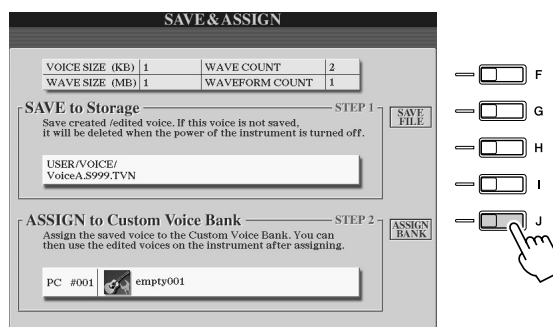 SAVE&ASSIGN
VOICE SIZE (KB) 1 WAVE COUNT 2
WAVE SIZE (MB) 1 WAVEFORM COUNT 1
SAVE to Storage STEP 1
Save created /edited voice. If this voice is not saved,
it will be deleted when the power of the instrument is turned off.
SAVE
FILE
USER/VOICE/
VoiceA.S999.TVN
ASSIGN to Custom Voice Bank STEP 2
Assign the saved voice to the Custom Voice Bank. You can
then use the edited voices on the instrument after assigning.
ASSIGN
BANK
PC #001 empty001
F
G
H
I
J